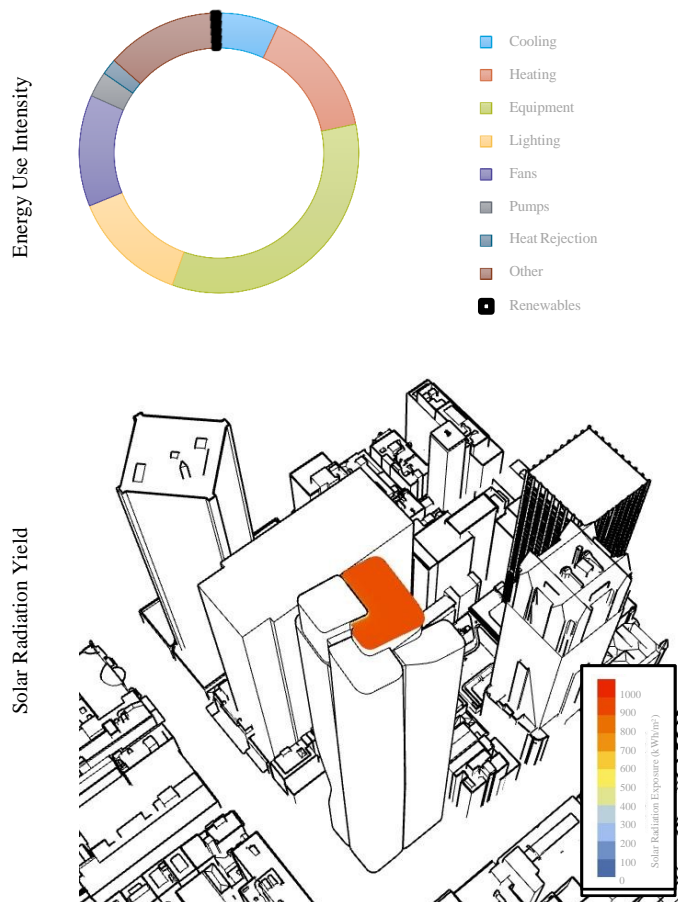 Energy Use Intensity
Cooling
Heating
Equipment
Lighting
Fans
Pumps
Heat Rejection
Other
Renewables
Solar Radiation Yield
1000
900
800
700
600
500
400
300
200
100
0
Solar Radiation Exposure (kWh/m²)